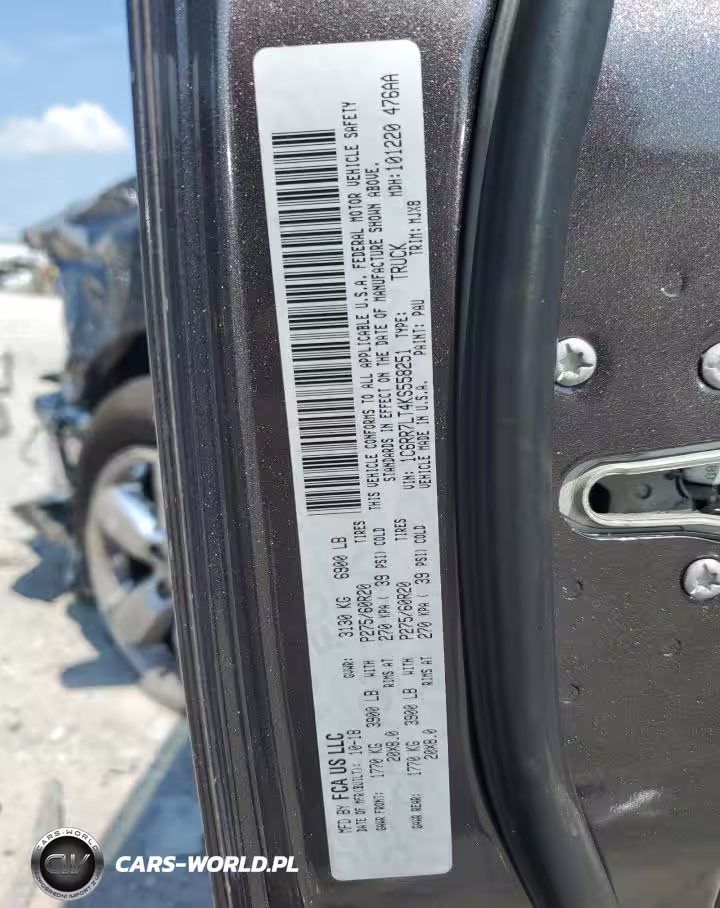 MFD BY FCA US LLC
DATE OF MFR(BUILT): 10-18 GVWR: 3130 KG 6900 LB
GAWR FRONT: 1770 KG 3900 LB WITH P275/60R20 TIRES
20X8.0 RIMS AT 270 KPA ( 39 PSI) COLD
GAWR REAR: 1770 KG 3900 LB WITH P275/60R20 TIRES
20X8.0 RIMS AT 270 KPA ( 39 PSI) COLD
THIS VEHICLE CONFORMS TO ALL APPLICABLE U.S.A. FEDERAL MOTOR VEHICLE SAFETY
STANDARDS IN EFFECT ON THE DATE OF MANUFACTURE SHOWN ABOVE.
VIN: 1C6RR7LT4KS558251 TYPE: TRUCK MDH:101220 476AA
VEHICLE MADE IN U.S.A. PAINT: PAU TRIM: MJX8
CARS-WORLD
CW
CARS-WORLD.PL